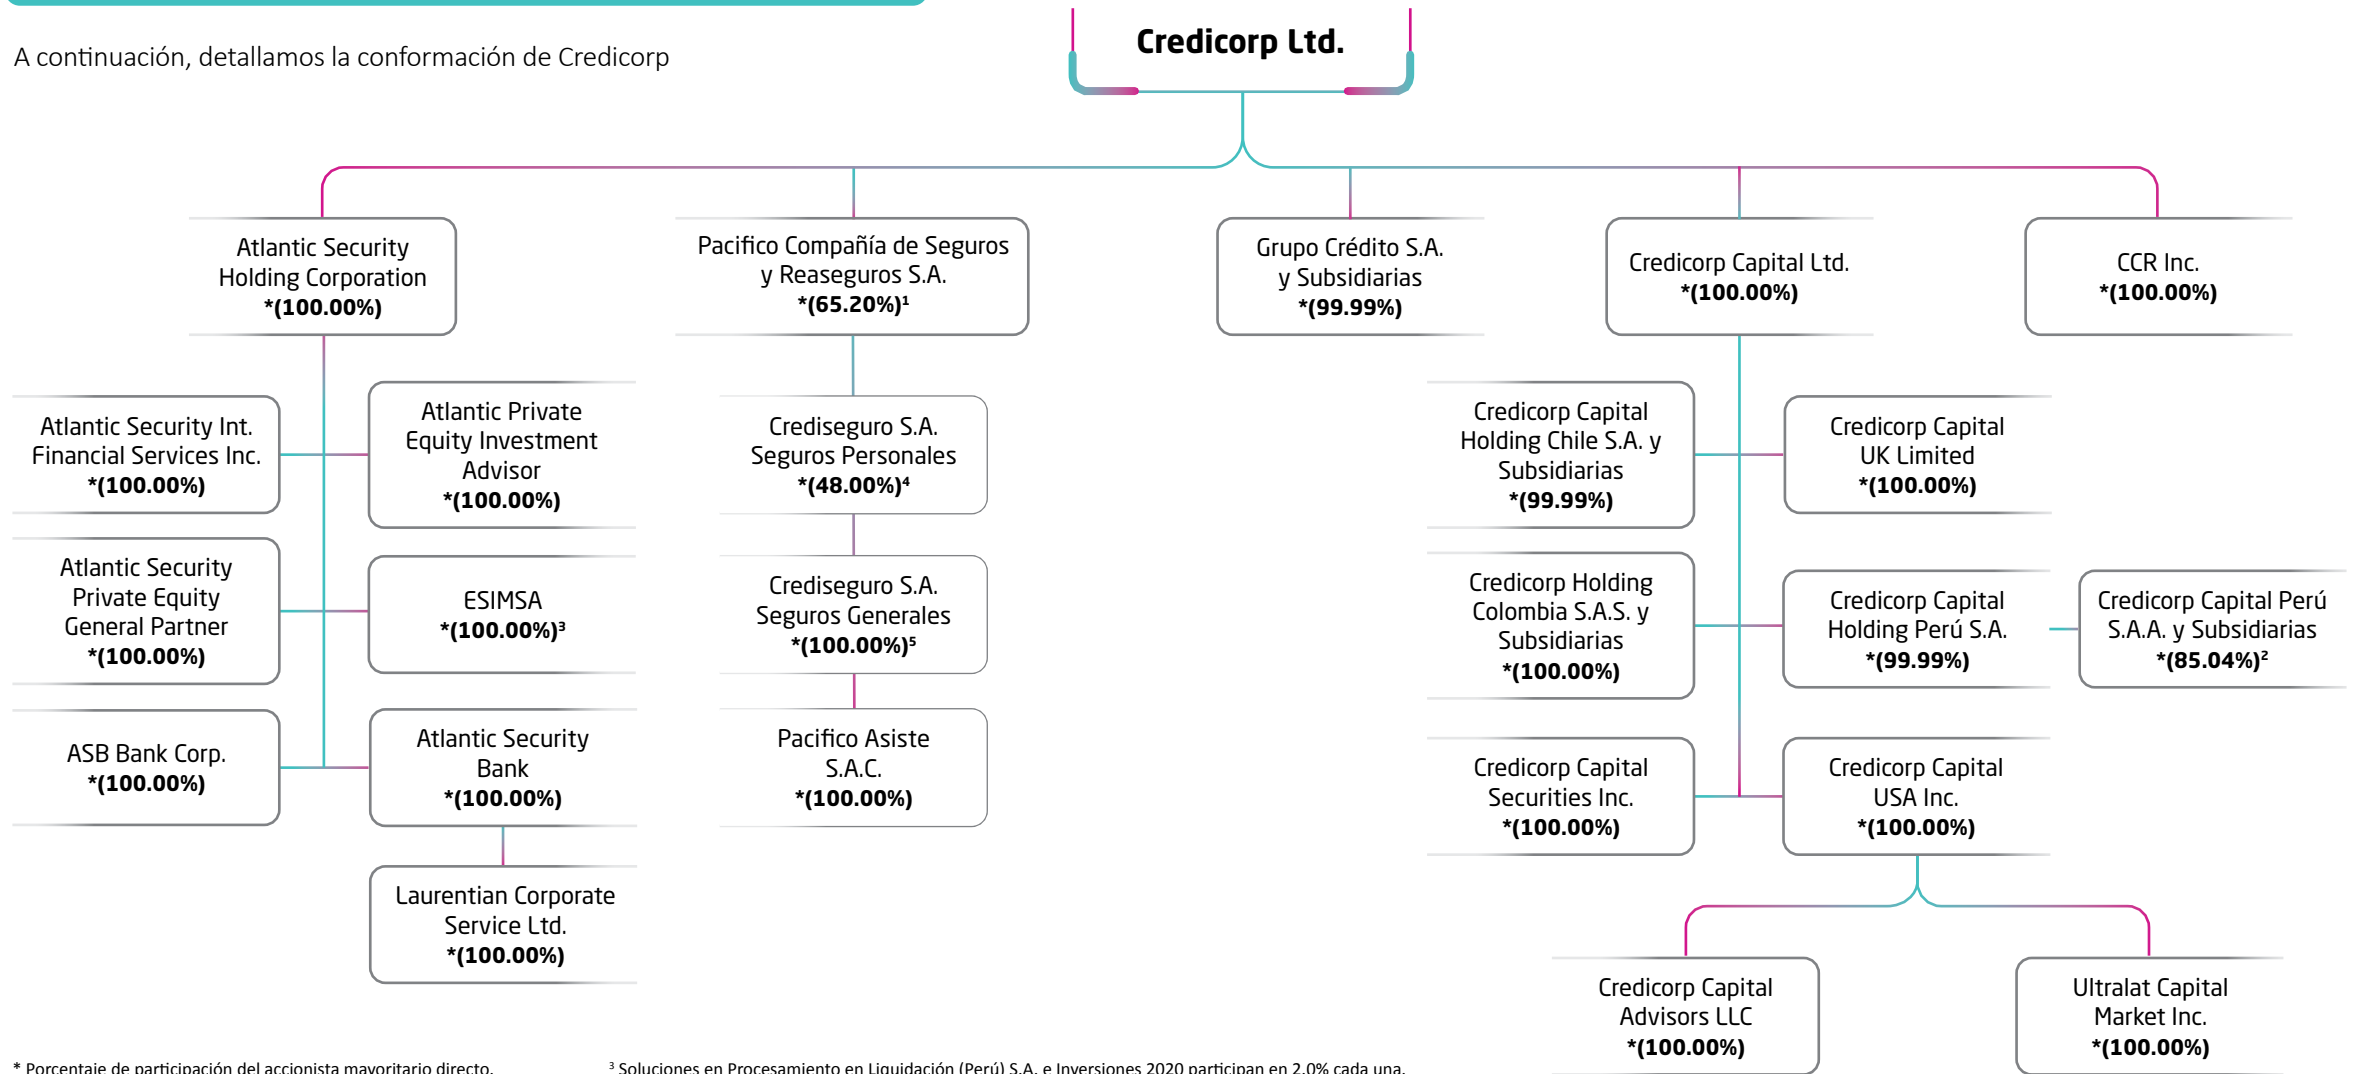 A continuación, detallamos la conformación de Credicorp
Credicorp Ltd.
Atlantic Security
Holding Corporation
*(100.00%)
Pacifico Compañía de Seguros
y Reaseguros S.A.
*(65.20%)¹
Grupo Crédito S.A.
y Subsidiarias
*(99.99%)
Credicorp Capital Ltd.
*(100.00%)
CCR Inc.
*(100.00%)
Atlantic Security Int.
Financial Services Inc.
*(100.00%)
Atlantic Private
Equity Investment
Advisor
*(100.00%)
Atlantic Security
Private Equity
General Partner
*(100.00%)
ESIMSA
*(100.00%)³
ASB Bank Corp.
*(100.00%)
Atlantic Security
Bank
*(100.00%)
Laurentian Corporate
Service Ltd.
*(100.00%)
Crediseguro S.A.
Seguros Personales
*(48.00%)⁴
Crediseguro S.A.
Seguros Generales
*(100.00%)⁵
Pacifico Asiste
S.A.C.
*(100.00%)
Credicorp Capital
Holding Chile S.A. y
Subsidiarias
*(99.99%)
Credicorp Capital
UK Limited
*(100.00%)
Credicorp Holding
Colombia S.A.S. y
Subsidiarias
*(100.00%)
Credicorp Capital
Holding Perú S.A.
*(99.99%)
Credicorp Capital Perú
S.A.A. y Subsidiarias
*(85.04%)²
Credicorp Capital
Securities Inc.
*(100.00%)
Credicorp Capital
USA Inc.
*(100.00%)
Credicorp Capital
Advisors LLC
*(100.00%)
Ultralat Capital
Market Inc.
*(100.00%)
* Porcentaje de participación del accionista mayoritario directo.
³ Soluciones en Procesamiento en Liquidación (Perú) S.A. e Inversiones 2020 participan en 2.0% cada una.